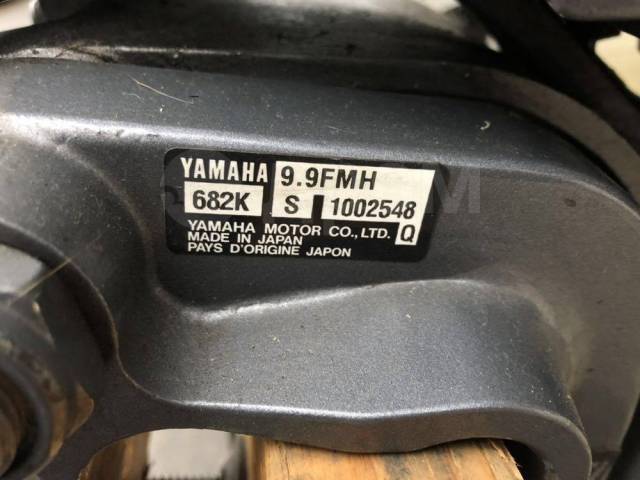 YAMAHA 9.9FMH
682K S 1002548
YAMAHA MOTOR CO., LTD. Q
MADE IN JAPAN
PAYS D'ORIGINE JAPON